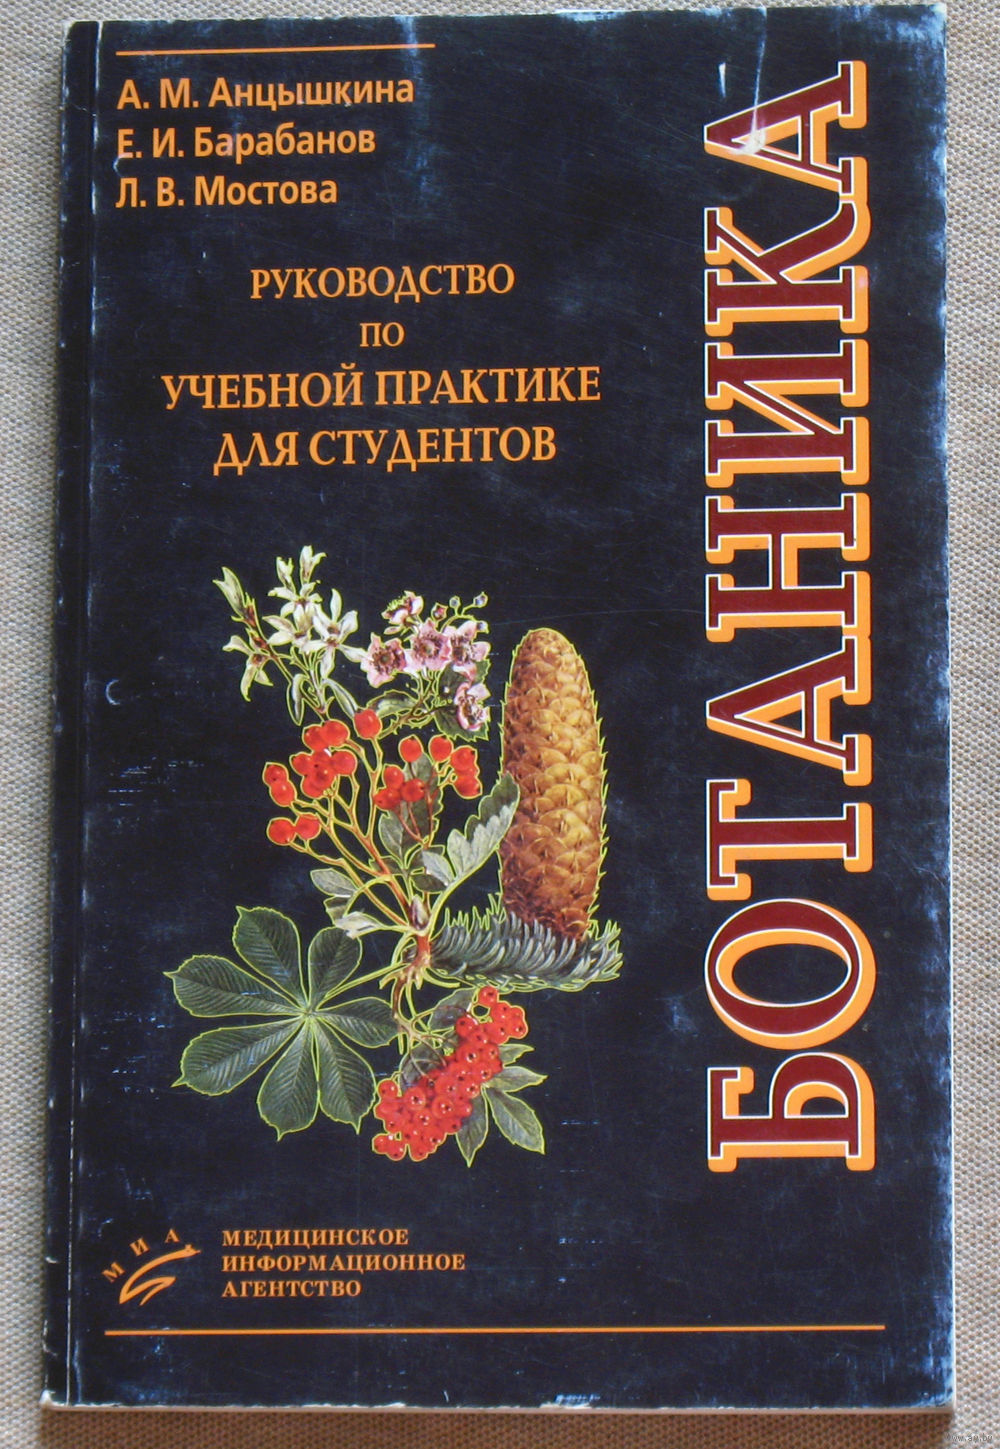 А. М. Анцышкина
Е. И. Барабанов
Л. В. Мостова
РУКОВОДСТВО
ПО
УЧЕБНОЙ ПРАКТИКЕ
ДЛЯ СТУДЕНТОВ
БОТАНИКА
МИА
МЕДИЦИНСКОЕ
ИНФОРМАЦИОННОЕ
АГЕНТСТВО